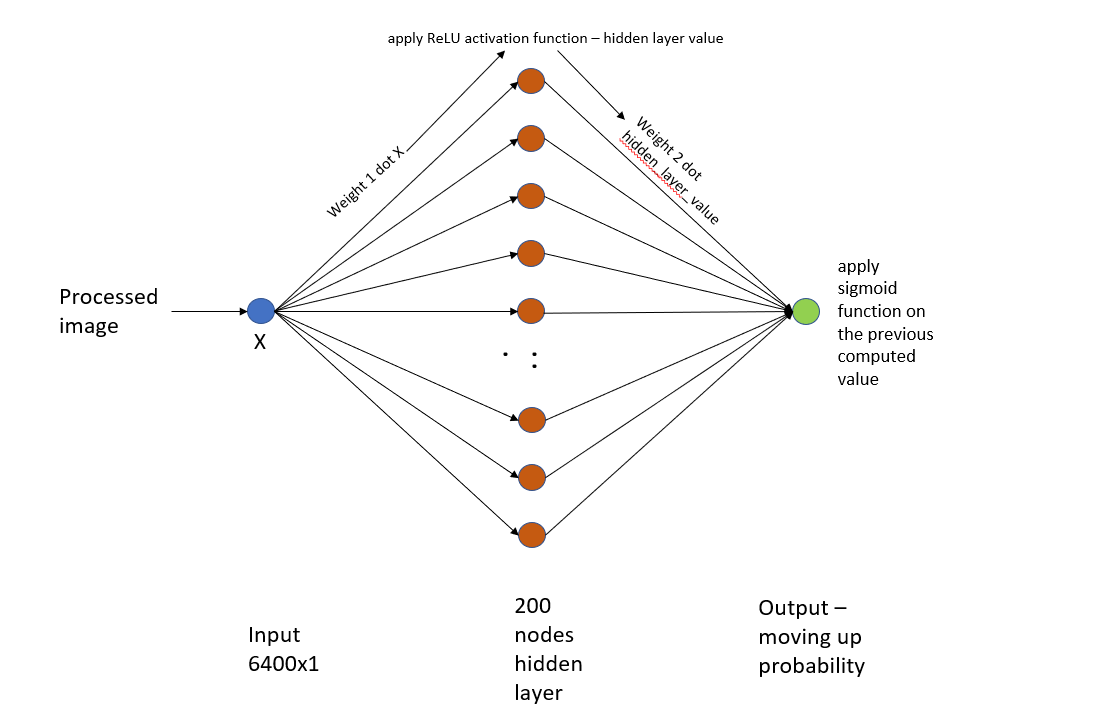 apply ReLU activation function – hidden layer value
Weight 1 dot X
Weight 2 dot
hidden_layer_value
Processed
image
X
apply
sigmoid
function on
the previous
computed
value
Input
6400x1
200
nodes
hidden
layer
Output –
moving up
probability